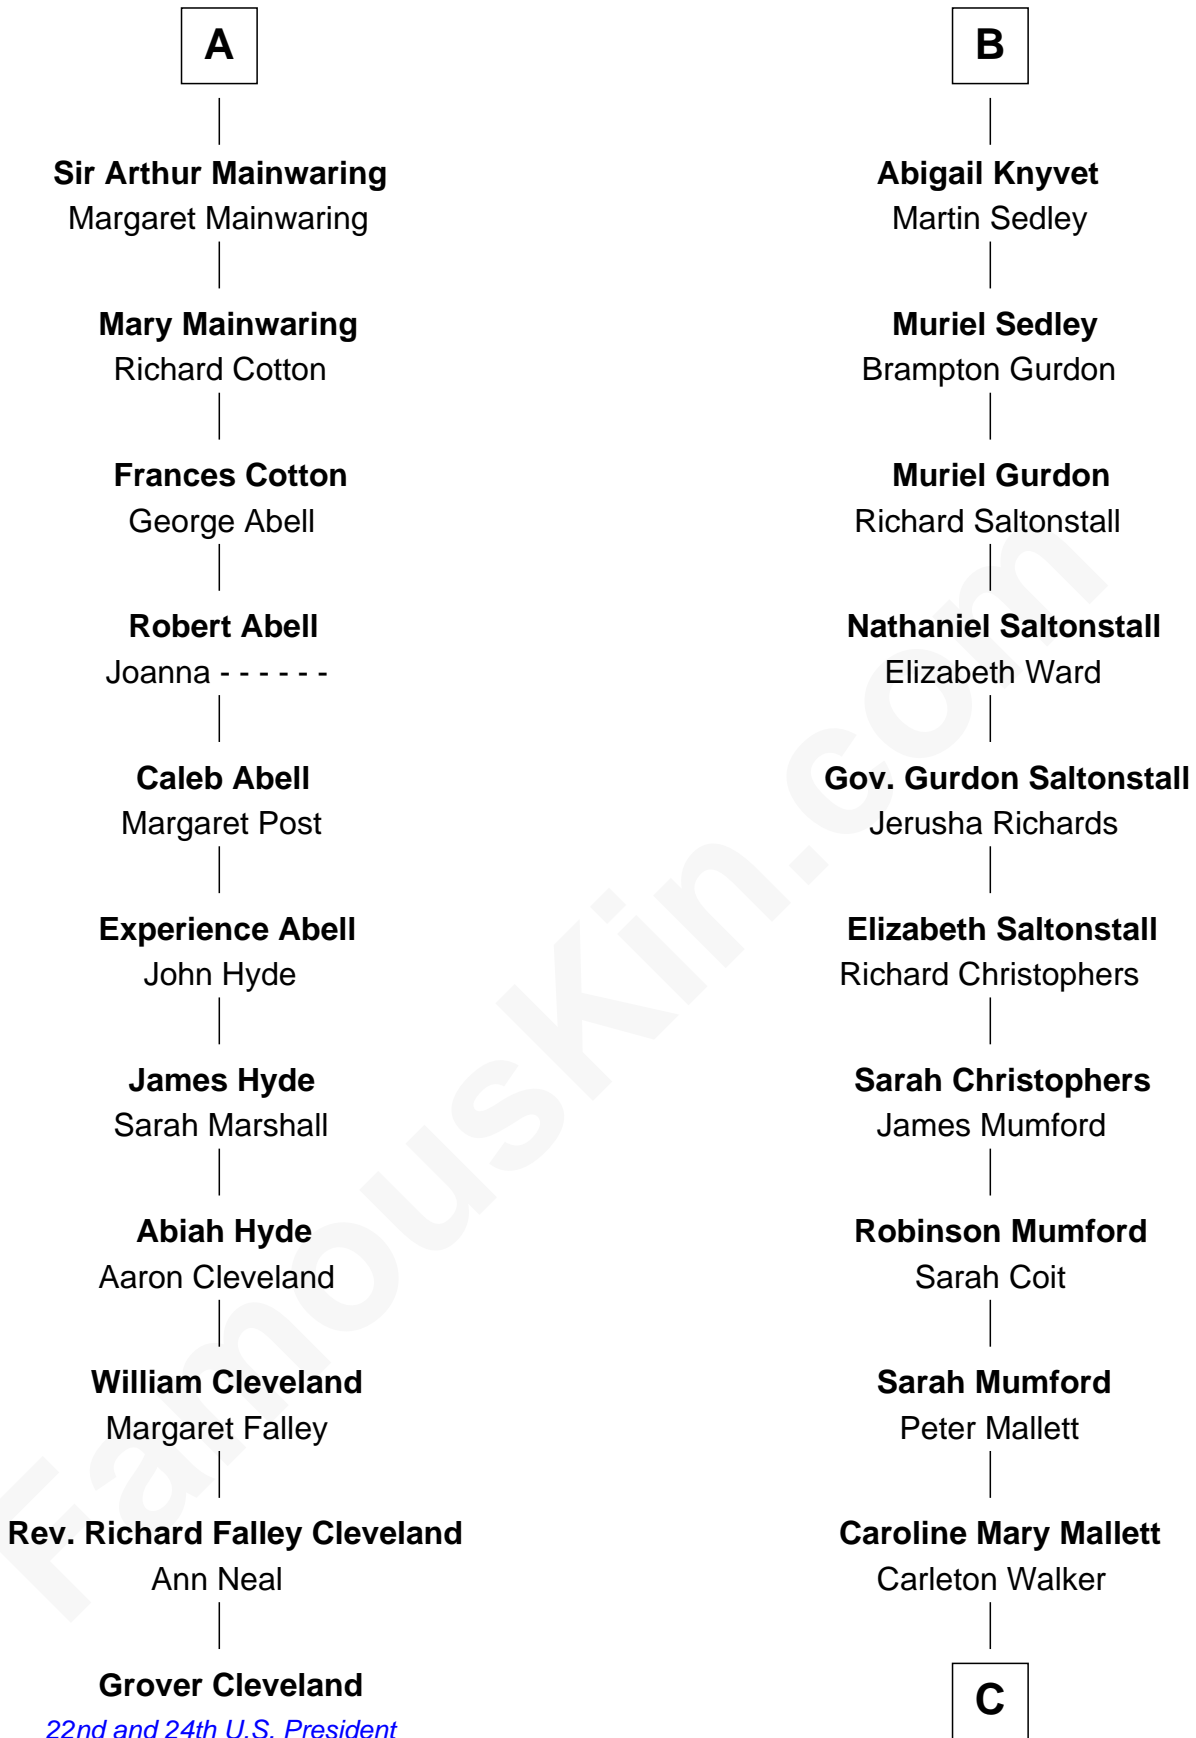 A
Sir Arthur Mainwaring
Margaret Mainwaring
Mary Mainwaring
Richard Cotton
Frances Cotton
George Abell
Robert Abell
Joanna - - - - - -
Caleb Abell
Margaret Post
Experience Abell
John Hyde
James Hyde
Sarah Marshall
Abiah Hyde
Aaron Cleveland
William Cleveland
Margaret Falley
Rev. Richard Falley Cleveland
Ann Neal
Grover Cleveland
22nd and 24th U.S. President
B
Abigail Knyvet
Martin Sedley
Muriel Sedley
Brampton Gurdon
Muriel Gurdon
Richard Saltonstall
Nathaniel Saltonstall
Elizabeth Ward
Gov. Gurdon Saltonstall
Jerusha Richards
Elizabeth Saltonstall
Richard Christophers
Sarah Christophers
James Mumford
Robinson Mumford
Sarah Coit
Sarah Mumford
Peter Mallett
Caroline Mary Mallett
Carleton Walker
C
FamousKin.com